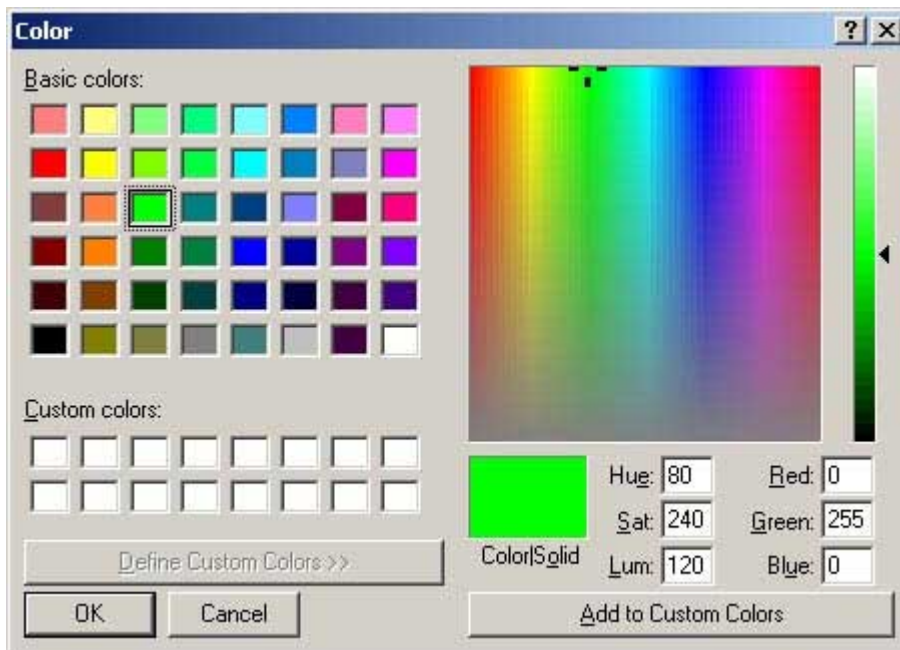 Color
Basic colors:
Custom colors:
Define Custom Colors >>
OK Cancel
Color|Solid
Hue: 80 Red: 0
Sat: 240 Green: 255
Lum: 120 Blue: 0
Add to Custom Colors